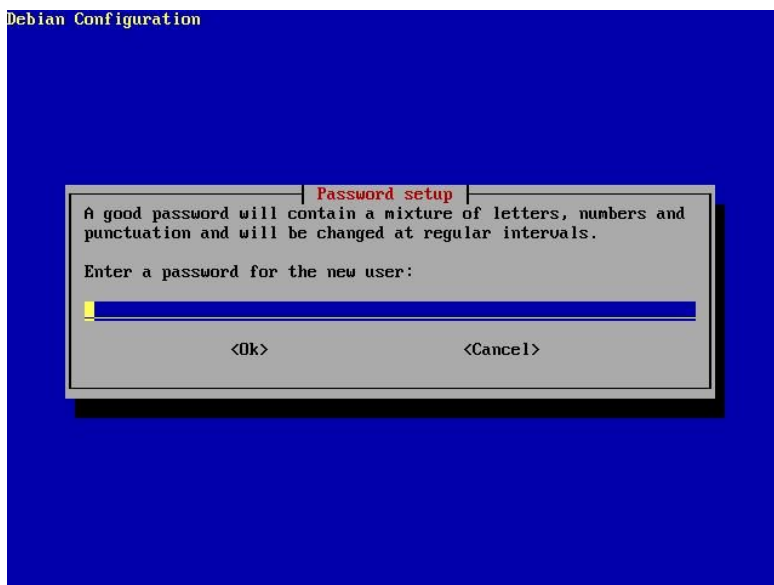 Debian Configuration
Password setup
A good password will contain a mixture of letters, numbers and
punctuation and will be changed at regular intervals.
Enter a password for the new user:
<Ok> <Cancel>